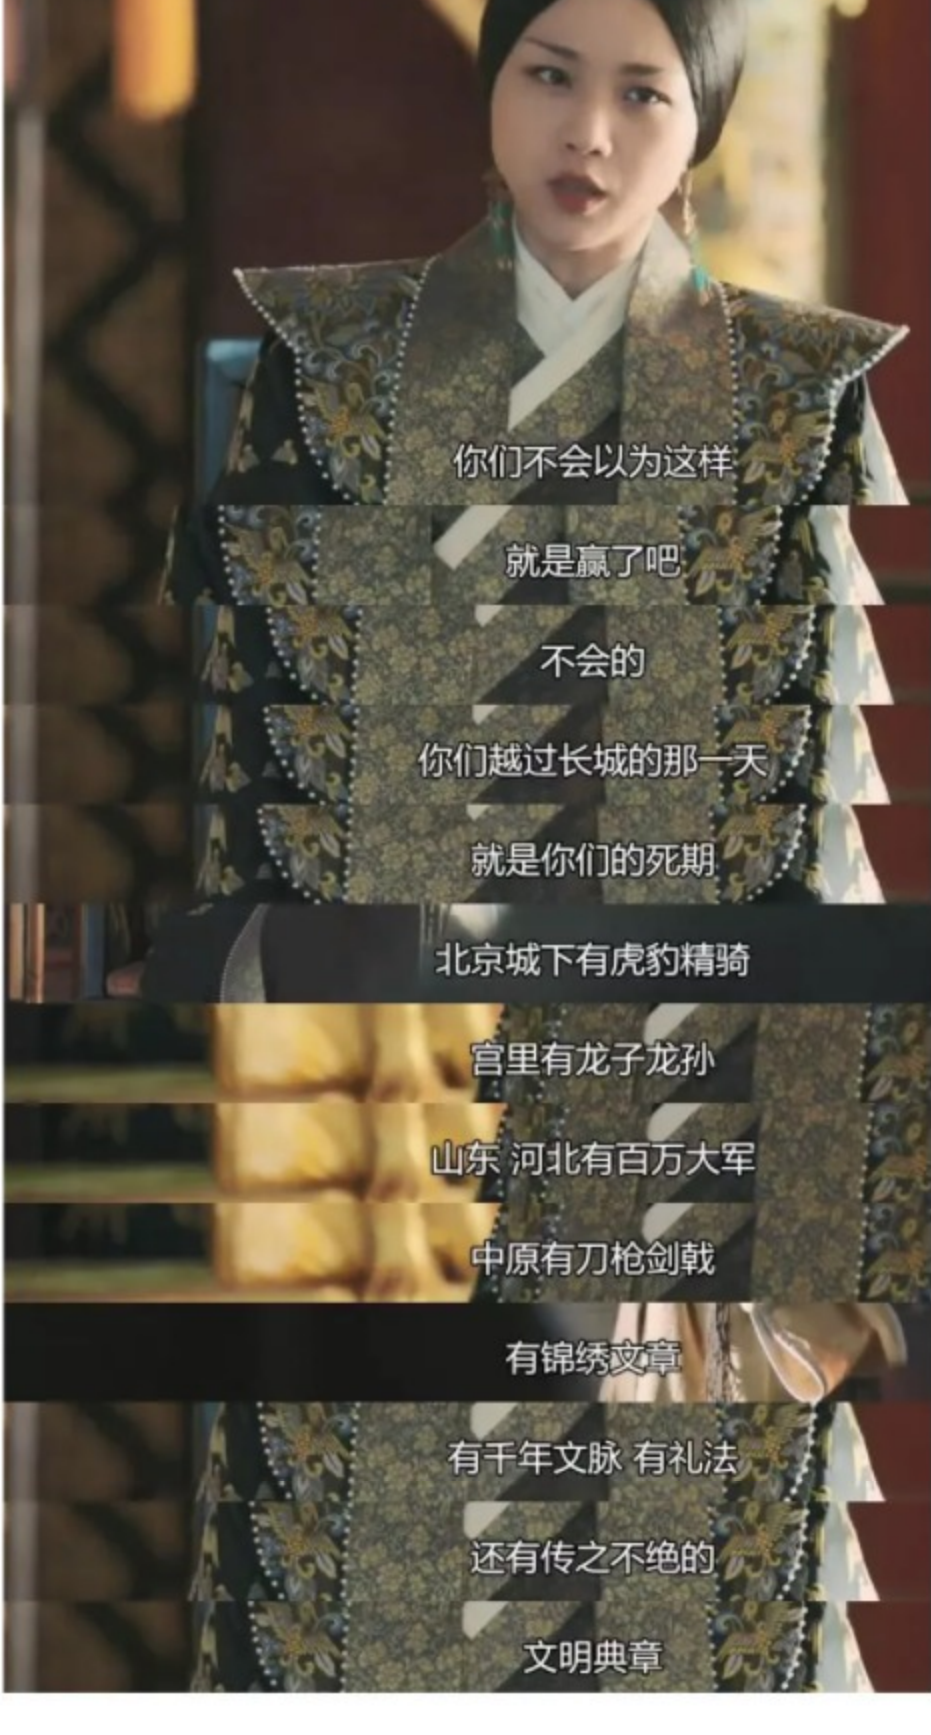 你们不会以为这样
就是赢了吧
不会的
你们越过长城的那一天
就是你们的死期
北京城下有虎豹精骑
宫里有龙子龙孙
山东 河北有百万大军
中原有刀枪剑戟
有锦绣文章
有千年文脉 有礼法
还有传之不绝的
文明典章